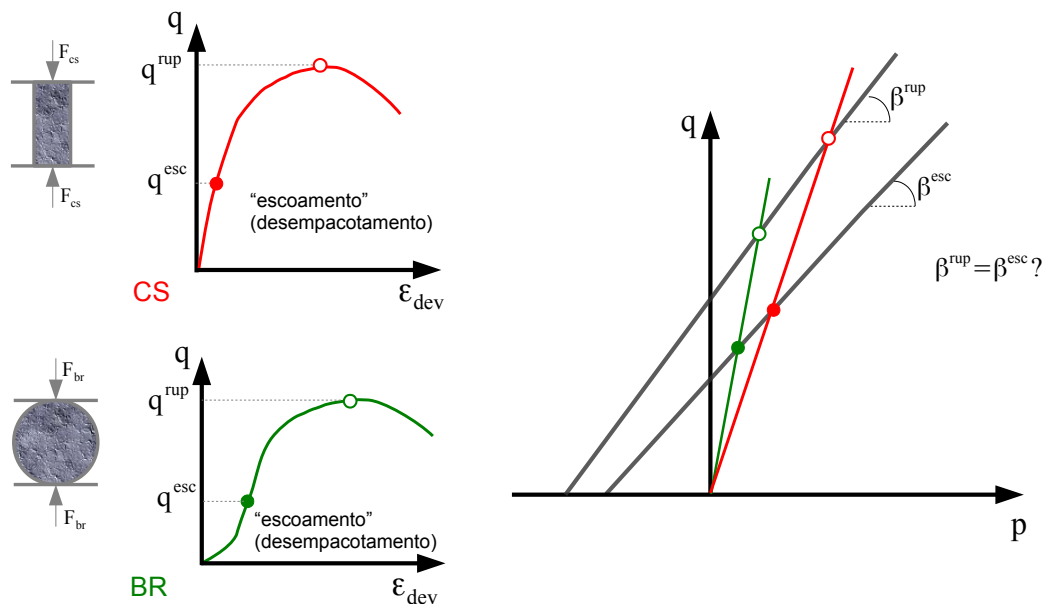 F_cs
F_cs
q
q^rup
q^esc
“escoamento”
(desempacotamento)
ε_dev
CS
F_br
F_br
q
q^rup
q^esc
“escoamento”
(desempacotamento)
ε_dev
BR
q
β^rup
β^esc
β^rup=β^esc?
p